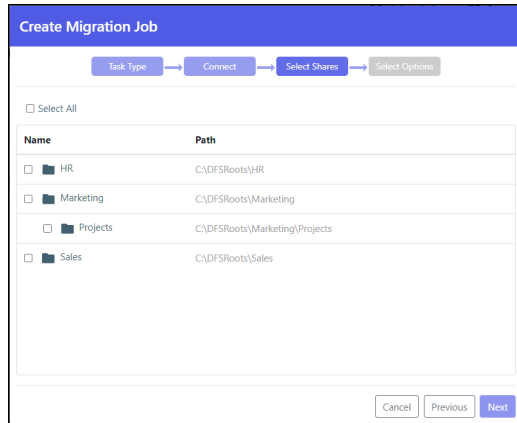 Create Migration Job
Task Type Connect Select Shares Select Options
Select All
Name Path
HR C:\DFSRoots\HR
Marketing C:\DFSRoots\Marketing
Projects C:\DFSRoots\Marketing\Projects
Sales C:\DFSRoots\Sales
Cancel Previous Next